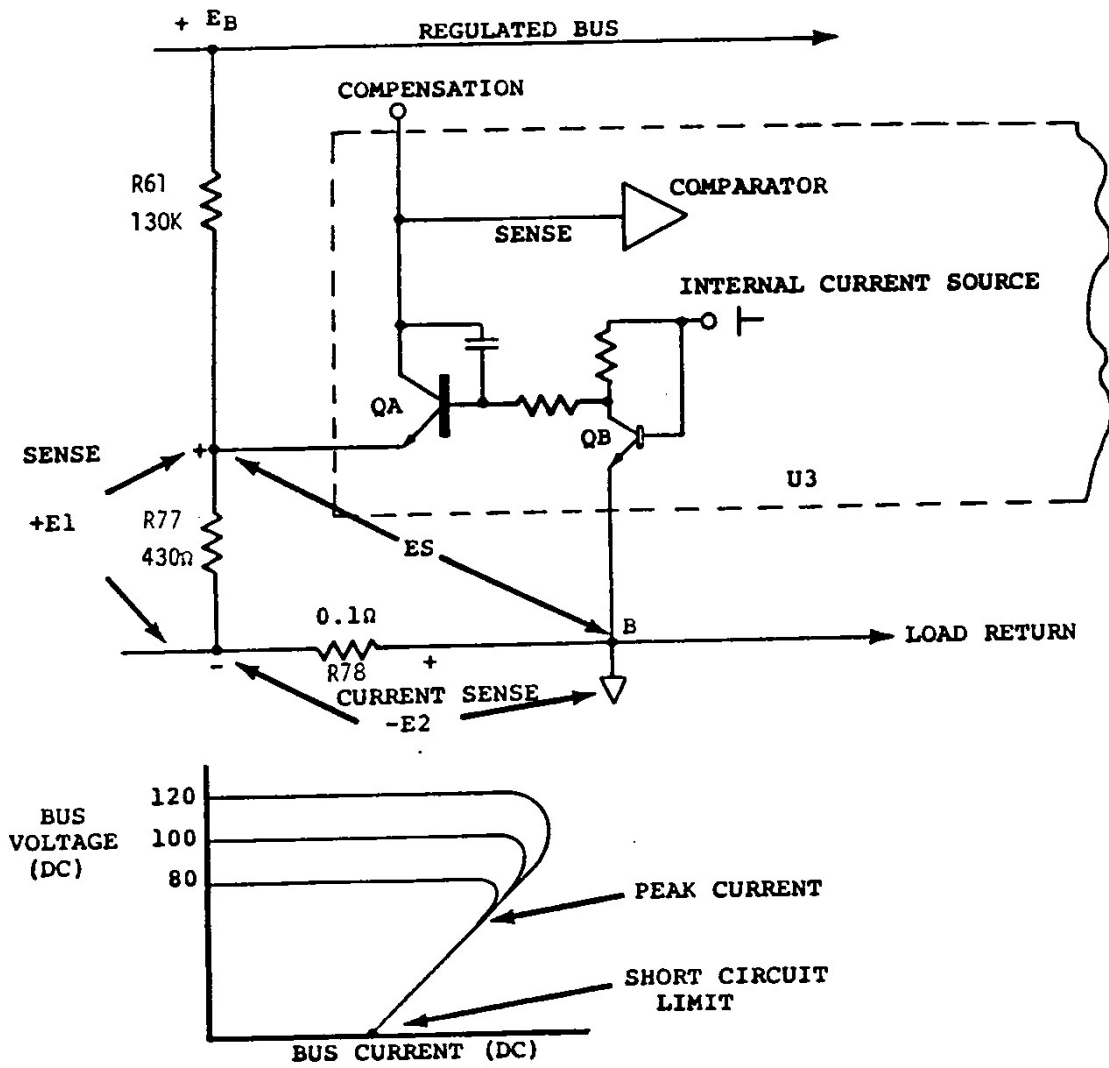 + EB
REGULATED BUS
COMPENSATION
R61
130K
COMPARATOR
SENSE
INTERNAL CURRENT SOURCE
QA
QB
SENSE
+
+E1
R77
430Ω
ES
U3
0.1Ω
B
LOAD RETURN
-
R78
+
CURRENT SENSE
-E2
BUS
VOLTAGE
(DC)
120
100
80
PEAK CURRENT
SHORT CIRCUIT
LIMIT
BUS CURRENT (DC)